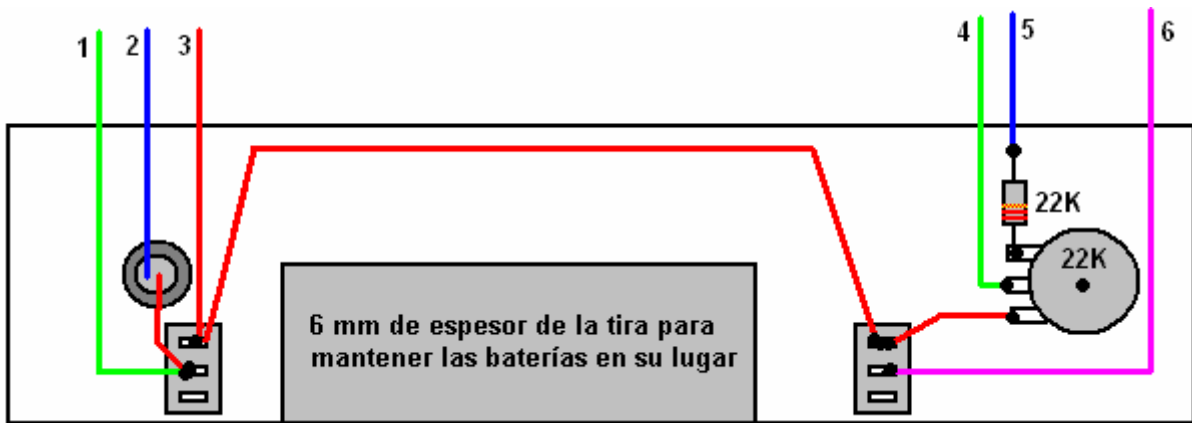 1
2
3
4
5
6
22K
22K
6 mm de espesor de la tira para
mantener las baterías en su lugar